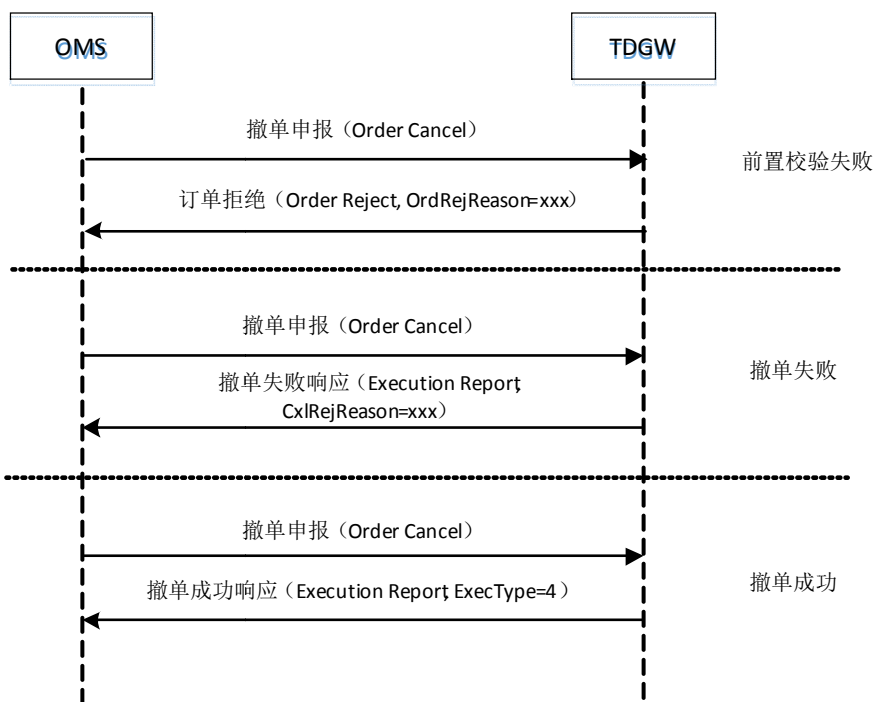 OMS
TDGW
撤单申报（Order Cancel）
前置校验失败
订单拒绝（Order Reject, OrdRejReason=xxx）
撤单申报（Order Cancel）
撤单失败
撤单失败响应（Execution Report,
CxlRejReason=xxx）
撤单申报（Order Cancel）
撤单成功
撤单成功响应（Execution Report, ExecType=4）